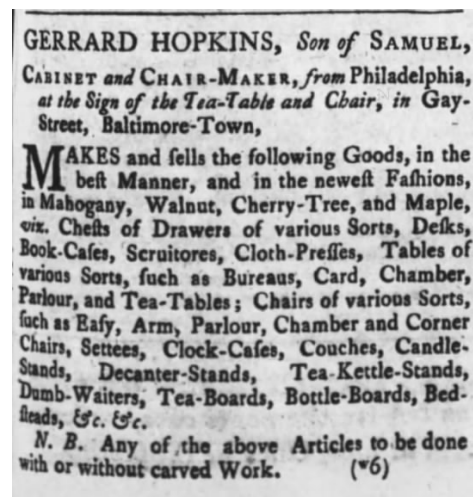 GERRARD HOPKINS, Son of SAMUEL,
CABINET and CHAIR-MAKER, from Philadelphia,
at the Sign of the Tea-Table and Chair, in Gay-
Street, Baltimore-Town,
MAKES and ſells the following Goods, in the
beſt Manner, and in the neweſt Faſhions,
in Mahogany, Walnut, Cherry-Tree, and Maple,
viz. Cheſts of Drawers of various Sorts, Deſks,
Book-Caſes, Scruitores, Cloth-Preſſes, Tables of
various Sorts, ſuch as Bureaus, Card, Chamber,
Parlour, and Tea-Tables; Chairs of various Sorts,
ſuch as Eaſy, Arm, Parlour, Chamber and Corner
Chairs, Settees, Clock-Caſes, Couches, Candle-
Stands, Decanter-Stands, Tea-Kettle-Stands,
Dumb-Waiters, Tea-Boards, Bottle-Boards, Bed-
ſteads, &c. &c.
N. B. Any of the above Articles to be done
with or without carved Work. (*6)